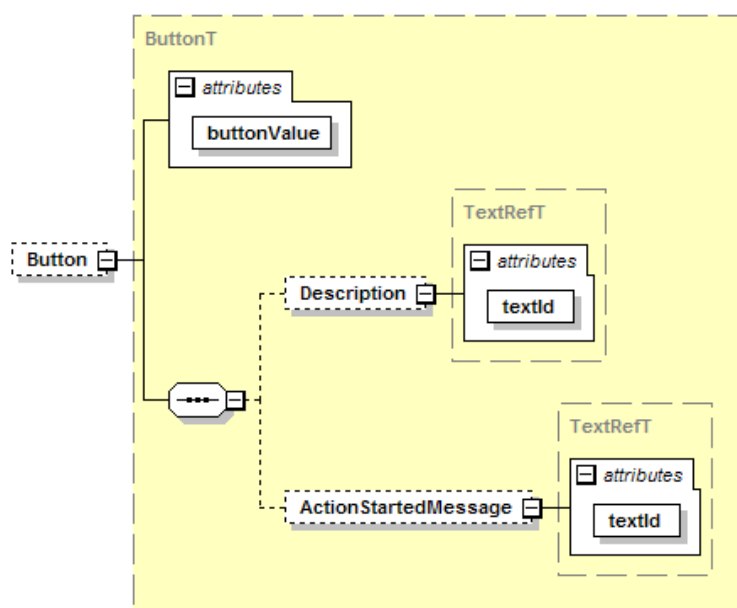 ButtonT
attributes
buttonValue
TextRefT
attributes
Button
Description
textId
TextRefT
attributes
ActionStartedMessage
textId